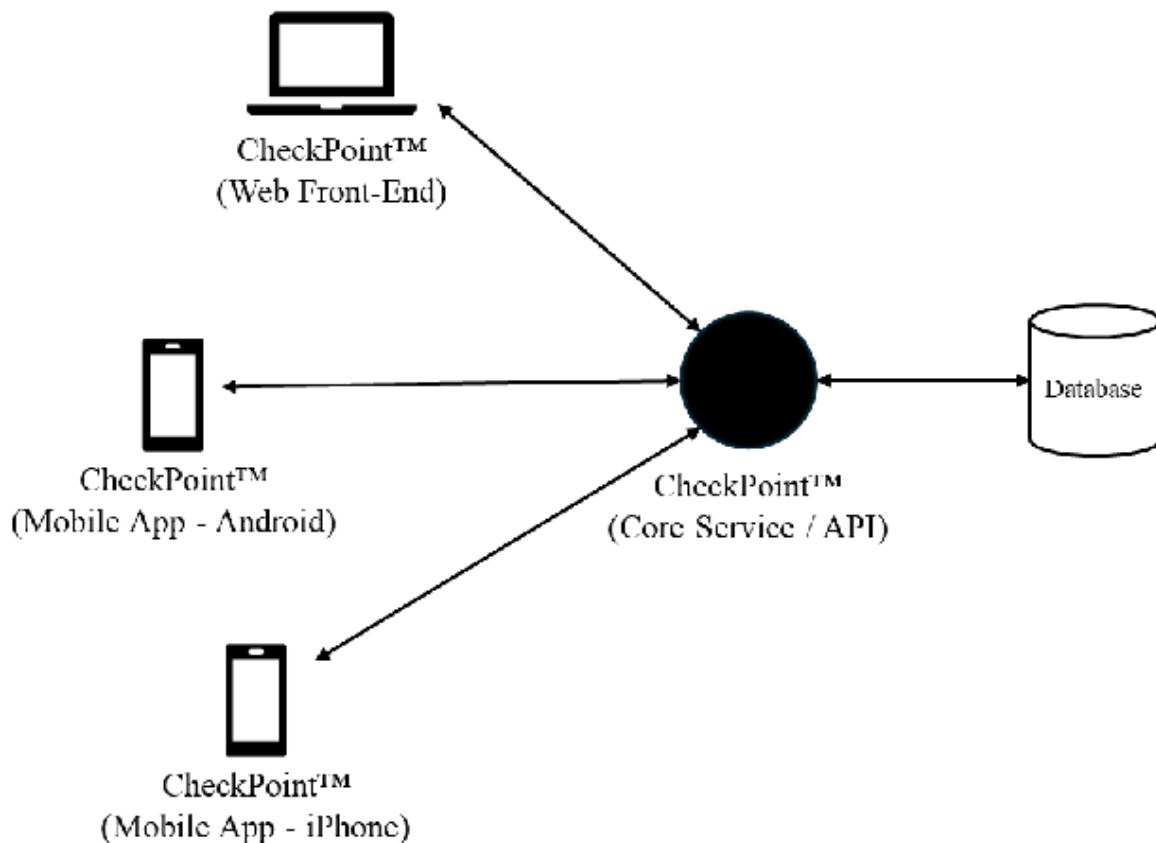 CheckPoint™
(Web Front-End)
CheckPoint™
(Mobile App - Android)
CheckPoint™
(Core Service / API)
Database
CheckPoint™
(Mobile App - iPhone)